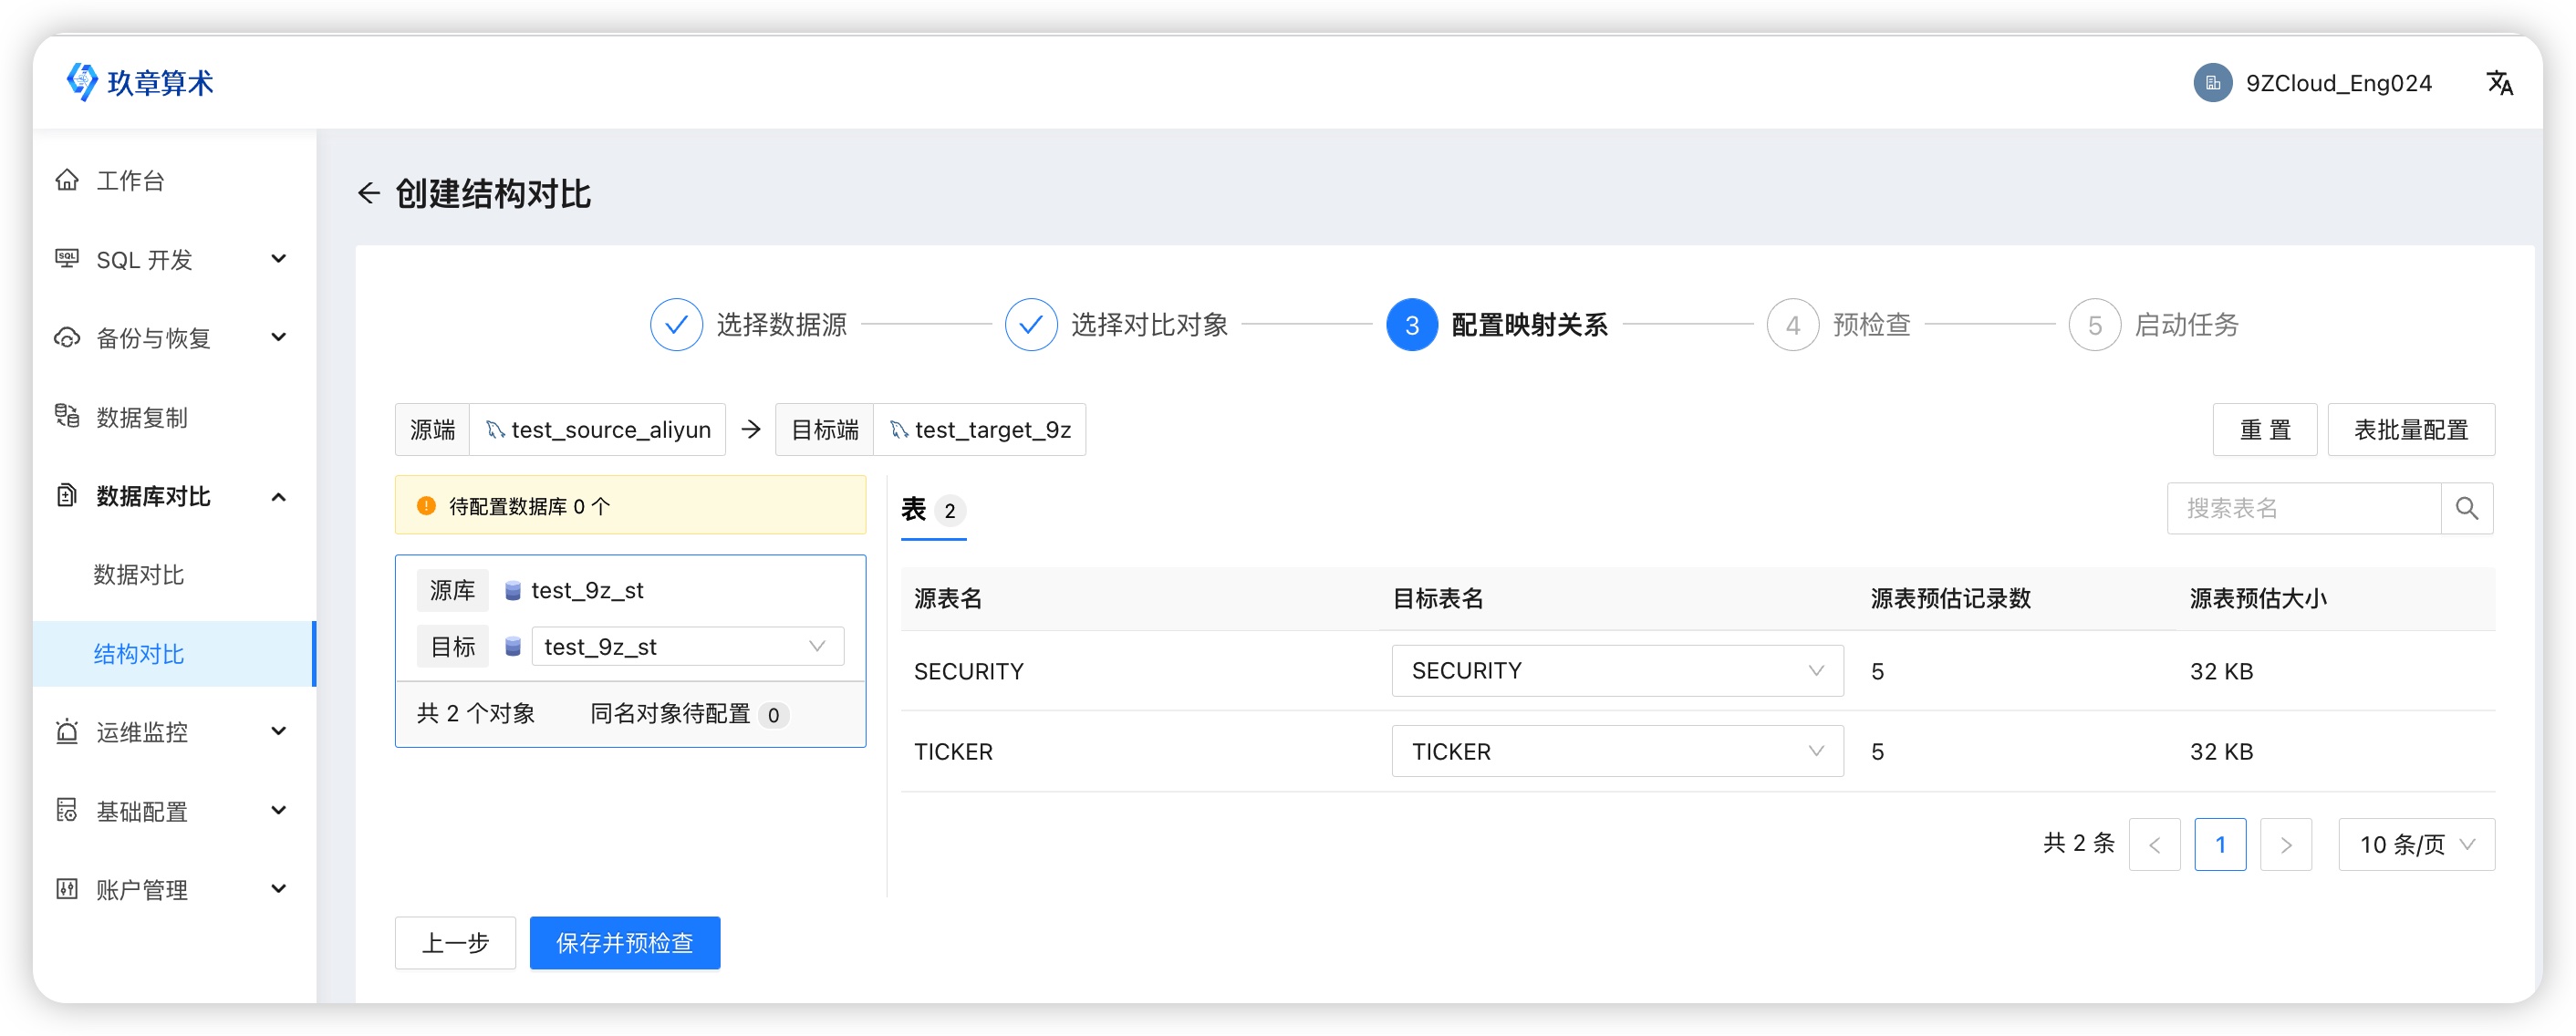 玖章算术
9ZCloud_Eng024
工作台
SQL 开发
备份与恢复
数据复制
数据库对比
数据对比
结构对比
运维监控
基础配置
账户管理
创建结构对比
选择数据源
选择对比对象
3 配置映射关系
4 预检查
5 启动任务
源端 test_source_aliyun
目标端 test_target_9z
重 置
表批量配置
待配置数据库 0 个
源库 test_9z_st
目标 test_9z_st
共 2 个对象 同名对象待配置 0
表 2
搜索表名
源表名 目标表名 源表预估记录数 源表预估大小
SECURITY SECURITY 5 32 KB
TICKER TICKER 5 32 KB
共 2 条 < 1 > 10 条/页
上一步
保存并预检查